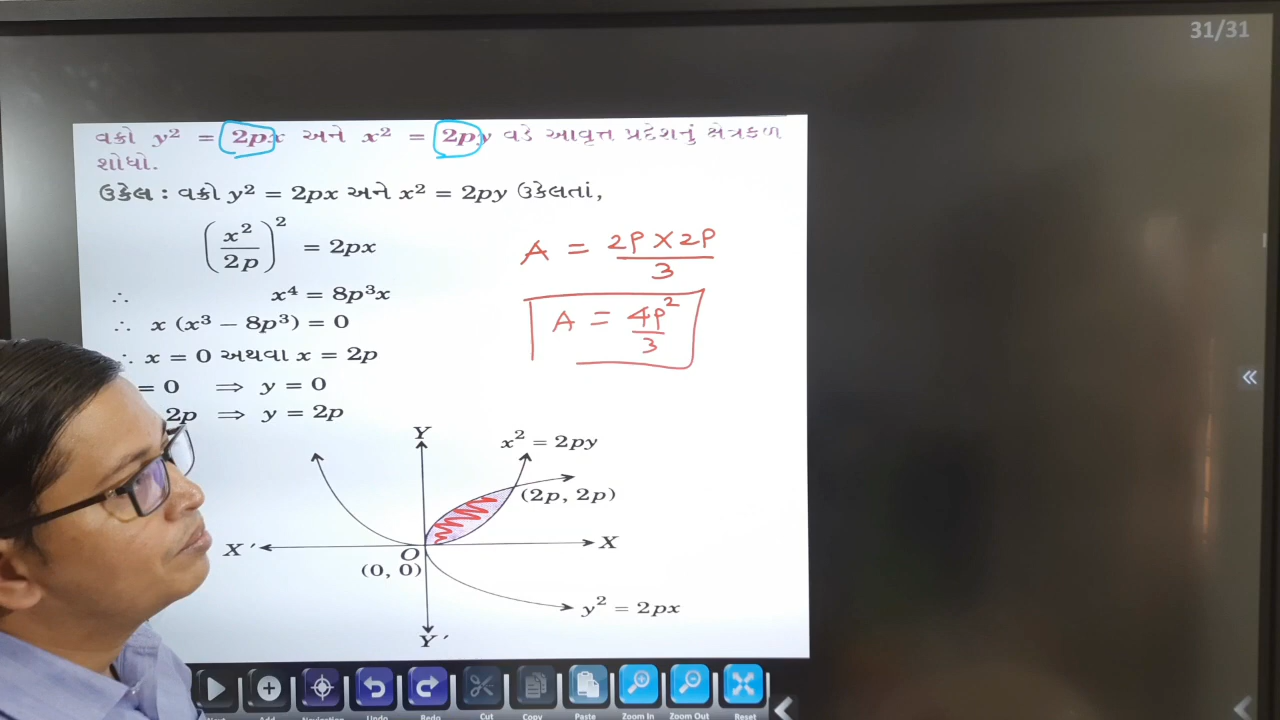 31/31
વક્રો y² = 2px અને x² = 2py વડે આવૃત્ત પ્રદેશનું ક્ષેત્રફળ
શોધો.
ઉકેલ : વક્રો y² = 2px અને x² = 2py ઉકેલતાં,
(x²/2p)² = 2px
∴ x⁴ = 8p³x
∴ x (x³ − 8p³) = 0
∴ x = 0 અથવા x = 2p
= 0 ⇒ y = 0
2p ⇒ y = 2p
A = 2P × 2P / 3
A = 4P² / 3
Y
x² = 2py
(2p, 2p)
X′
O
X
(0, 0)
y² = 2px
Y′
Undo
Redo
Cut
Copy
Paste
Zoom In
Zoom Out
Reset